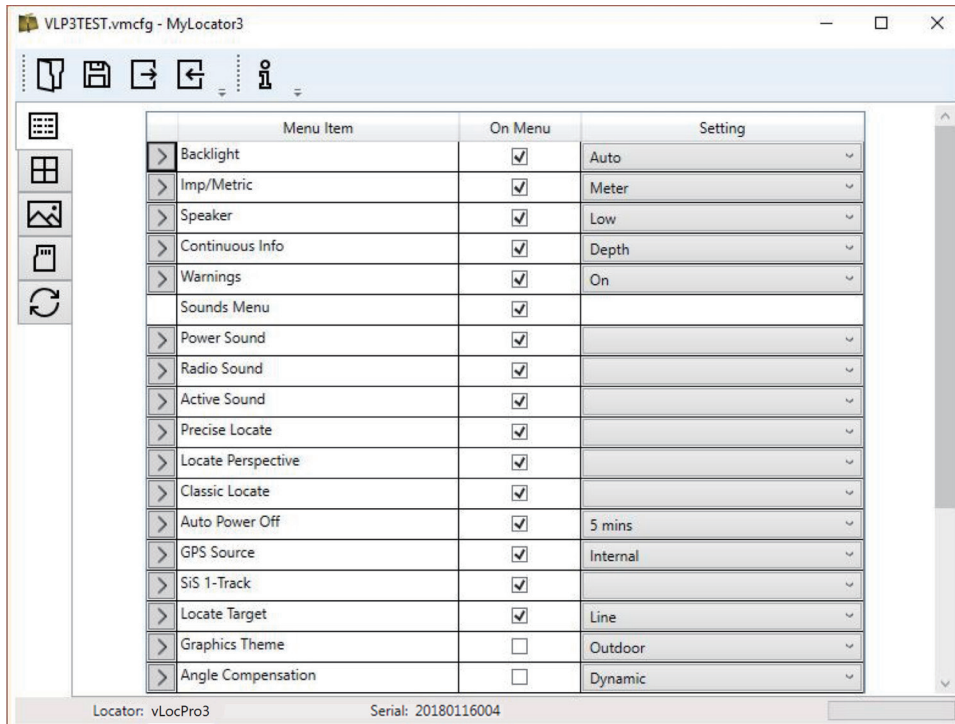 VLP3TEST.vmcfg - MyLocator3
Menu Item On Menu Setting
Backlight Auto
Imp/Metric Meter
Speaker Low
Continuous Info Depth
Warnings On
Sounds Menu
Power Sound
Radio Sound
Active Sound
Precise Locate
Locate Perspective
Classic Locate
Auto Power Off 5 mins
GPS Source Internal
SiS 1-Track
Locate Target Line
Graphics Theme Outdoor
Angle Compensation Dynamic
Locator: vLocPro3 Serial: 20180116004